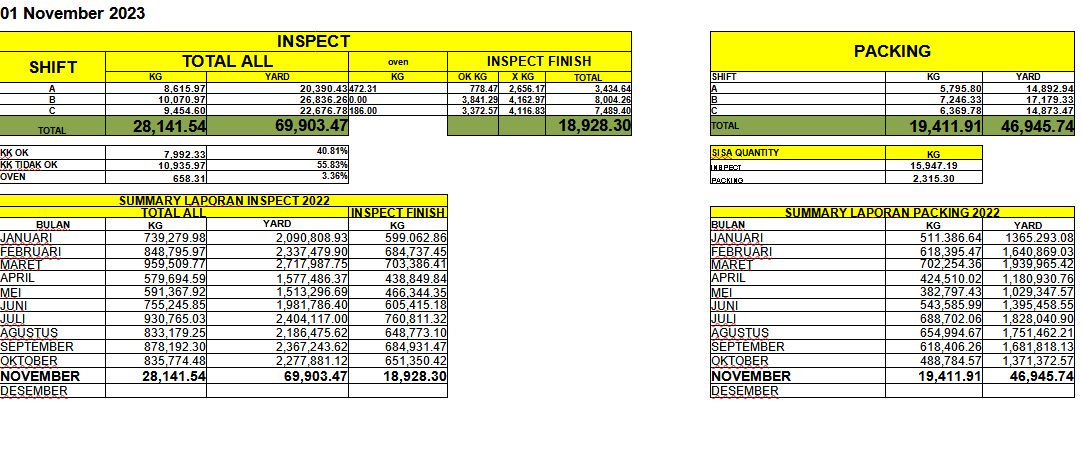 01 November 2023
INSPECT
SHIFT TOTAL ALL oven INSPECT FINISH
KG YARD KG OK KG X KG TOTAL
A 8,615.97 20,390.43 472.31 778.47 2,656.17 3,434.64
B 10,070.97 26,836.26 0.00 3,841.29 4,162.97 8,004.26
C 9,454.60 22,676.78 186.00 3,372.57 4,116.83 7,489.40
TOTAL 28,141.54 69,903.47 18,928.30
PACKING
SHIFT KG YARD
A 5,795.80 14,892.94
B 7,246.33 17,179.33
C 6,369.78 14,873.47
TOTAL 19,411.91 46,945.74
KK OK 7,992.33 40.81%
KK TIDAK OK 10,935.97 55.83%
OVEN 658.31 3.36%
SISA QUANTITY KG
INSPECT 15,947.19
PACKING 2,315.30
SUMMARY LAPORAN INSPECT 2022
TOTAL ALL INSPECT FINISH
BULAN KG YARD KG
JANUARI 739,279.98 2,090,808.93 599.062.86
FEBRUARI 848,795.97 2,337,479.90 684,737.45
MARET 959,509.77 2,717,987.75 703,386.41
APRIL 579,694.59 1,577,486.37 438,849.84
MEI 591,367.92 1,513,296.69 466,344.35
JUNI 755,245.85 1,981,786.40 605,415.18
JULI 930,765.03 2,404,117.00 760,811.32
AGUSTUS 833,179.25 2,186,475.62 648,773.10
SEPTEMBER 878,192.30 2,367,243.62 684,931.47
OKTOBER 835,774.48 2,277,881.12 651,350.42
NOVEMBER 28,141.54 69,903.47 18,928.30
DESEMBER
SUMMARY LAPORAN PACKING 2022
BULAN KG YARD
JANUARI 511.386.64 1365.293.08
FEBRUARI 618,395.47 1,640,869.03
MARET 702,254.36 1,939,965.42
APRIL 424,510.02 1,180,930.76
MEI 382,797.43 1,029,347.57
JUNI 543,585.99 1,395,458.55
JULI 688,702.06 1,828,040.90
AGUSTUS 654,994.67 1,751,462.21
SEPTEMBER 618,406.26 1,681,818.13
OKTOBER 488,784.57 1,371,372.57
NOVEMBER 19,411.91 46,945.74
DESEMBER